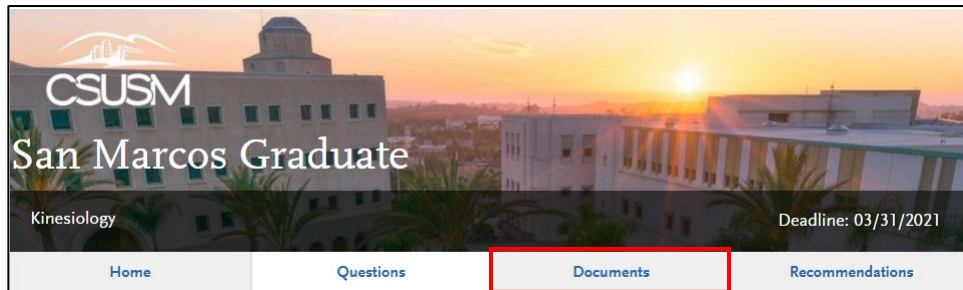 CSUSM
San Marcos Graduate
Kinesiology Deadline: 03/31/2021
Home Questions Documents Recommendations